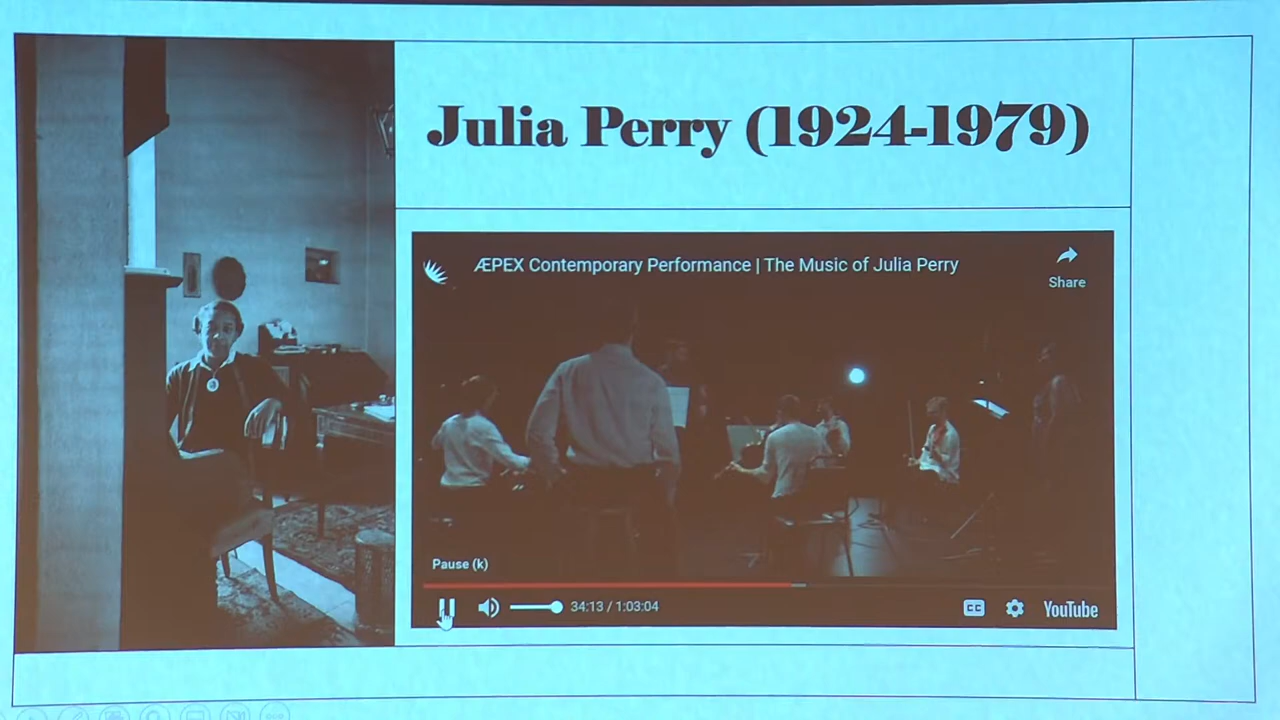 Julia Perry (1924-1979)
ÆPEX Contemporary Performance | The Music of Julia Perry
Share
Pause (k)
34:13 / 1:03:04
CC
YouTube